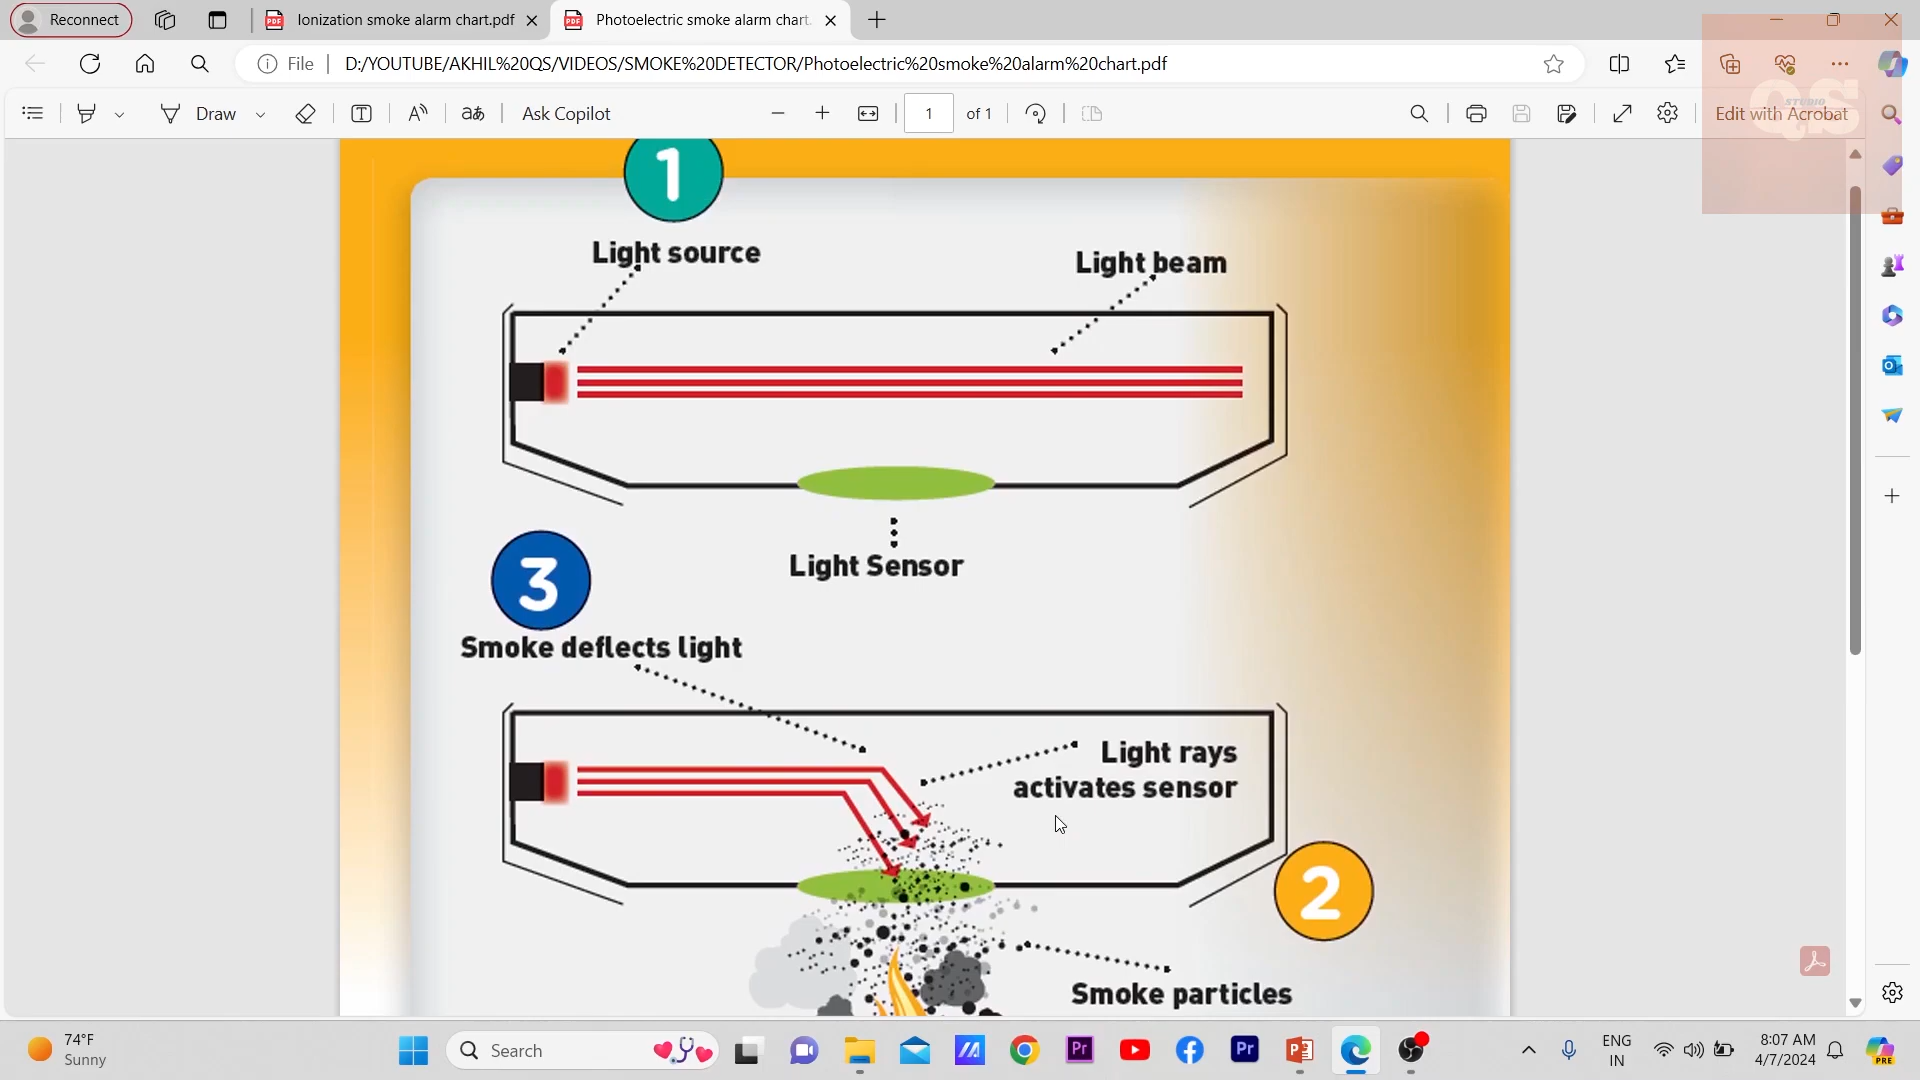 Reconnect
Ionization smoke alarm chart.pdf
Photoelectric smoke alarm chart.
File
D:/YOUTUBE/AKHIL%20QS/VIDEOS/SMOKE%20DETECTOR/Photoelectric%20smoke%20alarm%20chart.pdf
Draw
Ask Copilot
1
of 1
Edit with Acrobat
STUDIO
QS
1
Light source
Light beam
Light Sensor
3
Smoke deflects light
Light rays
activates sensor
2
Smoke particles
74°F
Sunny
Search
ENG
IN
8:07 AM
4/7/2024